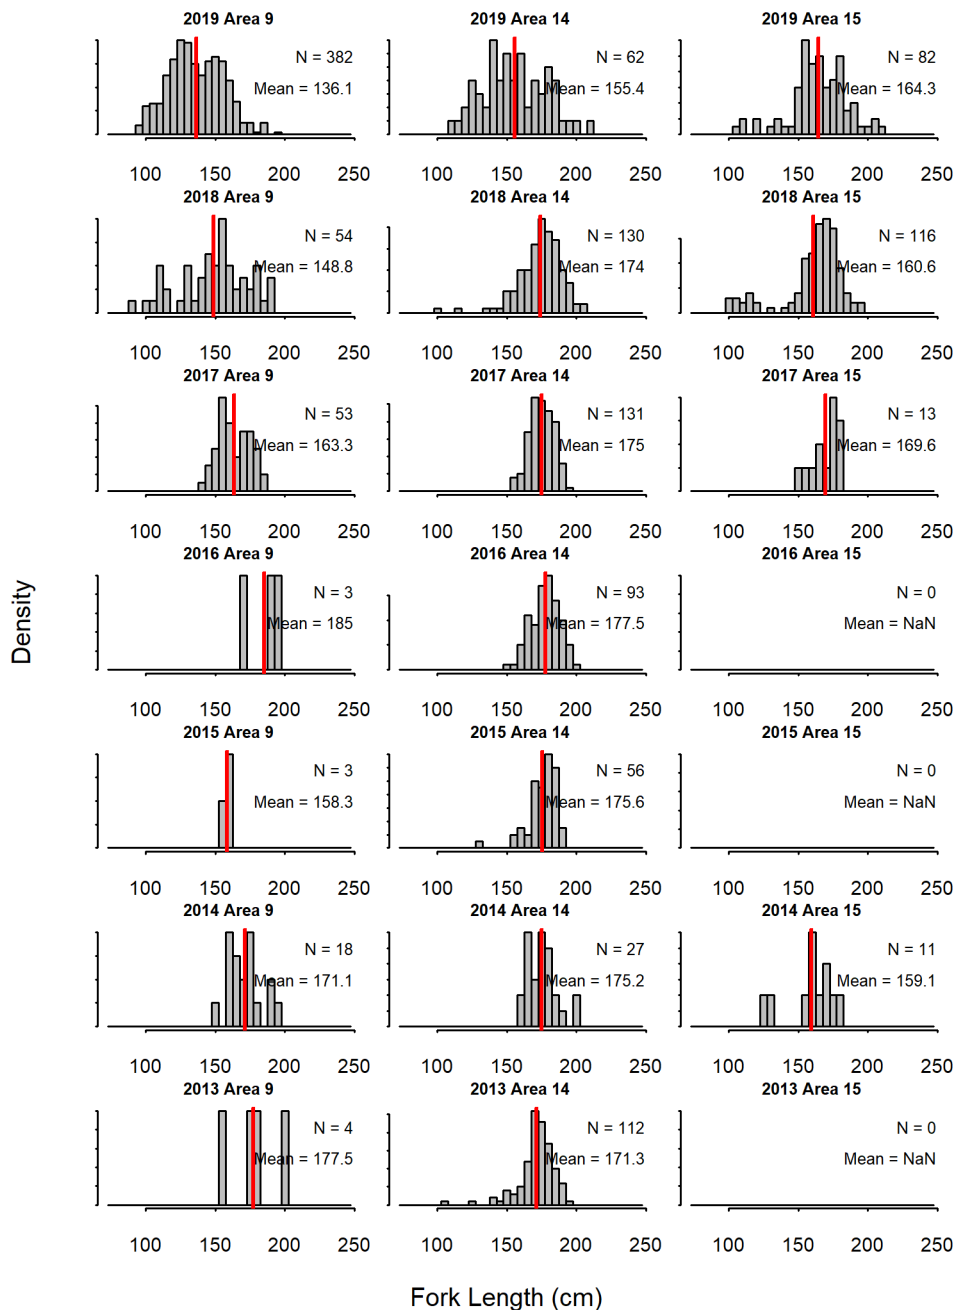 2019 Area 9
N = 382
Mean = 136.1
100 150 200 250
2019 Area 14
N = 62
Mean = 155.4
100 150 200 250
2019 Area 15
N = 82
Mean = 164.3
100 150 200 250
2018 Area 9
N = 54
Mean = 148.8
100 150 200 250
2018 Area 14
N = 130
Mean = 174
100 150 200 250
2018 Area 15
N = 116
Mean = 160.6
100 150 200 250
2017 Area 9
N = 53
Mean = 163.3
100 150 200 250
2017 Area 14
N = 131
Mean = 175
100 150 200 250
2017 Area 15
N = 13
Mean = 169.6
100 150 200 250
2016 Area 9
N = 3
Mean = 185
100 150 200 250
2016 Area 14
N = 93
Mean = 177.5
100 150 200 250
2016 Area 15
N = 0
Mean = NaN
100 150 200 250
2015 Area 9
N = 3
Mean = 158.3
100 150 200 250
2015 Area 14
N = 56
Mean = 175.6
100 150 200 250
2015 Area 15
N = 0
Mean = NaN
100 150 200 250
2014 Area 9
N = 18
Mean = 171.1
100 150 200 250
2014 Area 14
N = 27
Mean = 175.2
100 150 200 250
2014 Area 15
N = 11
Mean = 159.1
100 150 200 250
2013 Area 9
N = 4
Mean = 177.5
100 150 200 250
2013 Area 14
N = 112
Mean = 171.3
100 150 200 250
2013 Area 15
N = 0
Mean = NaN
100 150 200 250
Density
Fork Length (cm)